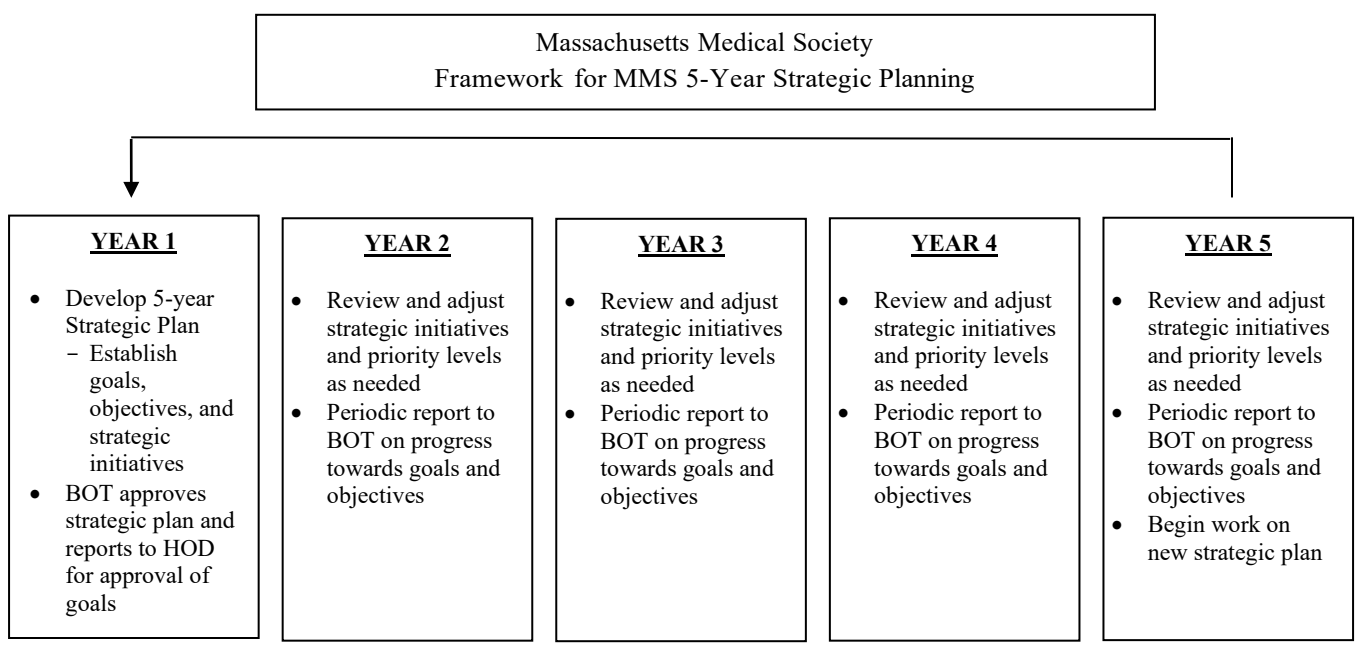 Massachusetts Medical Society
Framework for MMS 5-Year Strategic Planning
YEAR 1
• Develop 5-year
Strategic Plan
– Establish
goals,
objectives, and
strategic
initiatives
• BOT approves
strategic plan and
reports to HOD
for approval of
goals
YEAR 2
• Review and adjust
strategic initiatives
and priority levels
as needed
• Periodic report to
BOT on progress
towards goals and
objectives
YEAR 3
• Review and adjust
strategic initiatives
and priority levels
as needed
• Periodic report to
BOT on progress
towards goals and
objectives
YEAR 4
• Review and adjust
strategic initiatives
and priority levels
as needed
• Periodic report to
BOT on progress
towards goals and
objectives
YEAR 5
• Review and adjust
strategic initiatives
and priority levels
as needed
• Periodic report to
BOT on progress
towards goals and
objectives
• Begin work on
new strategic plan